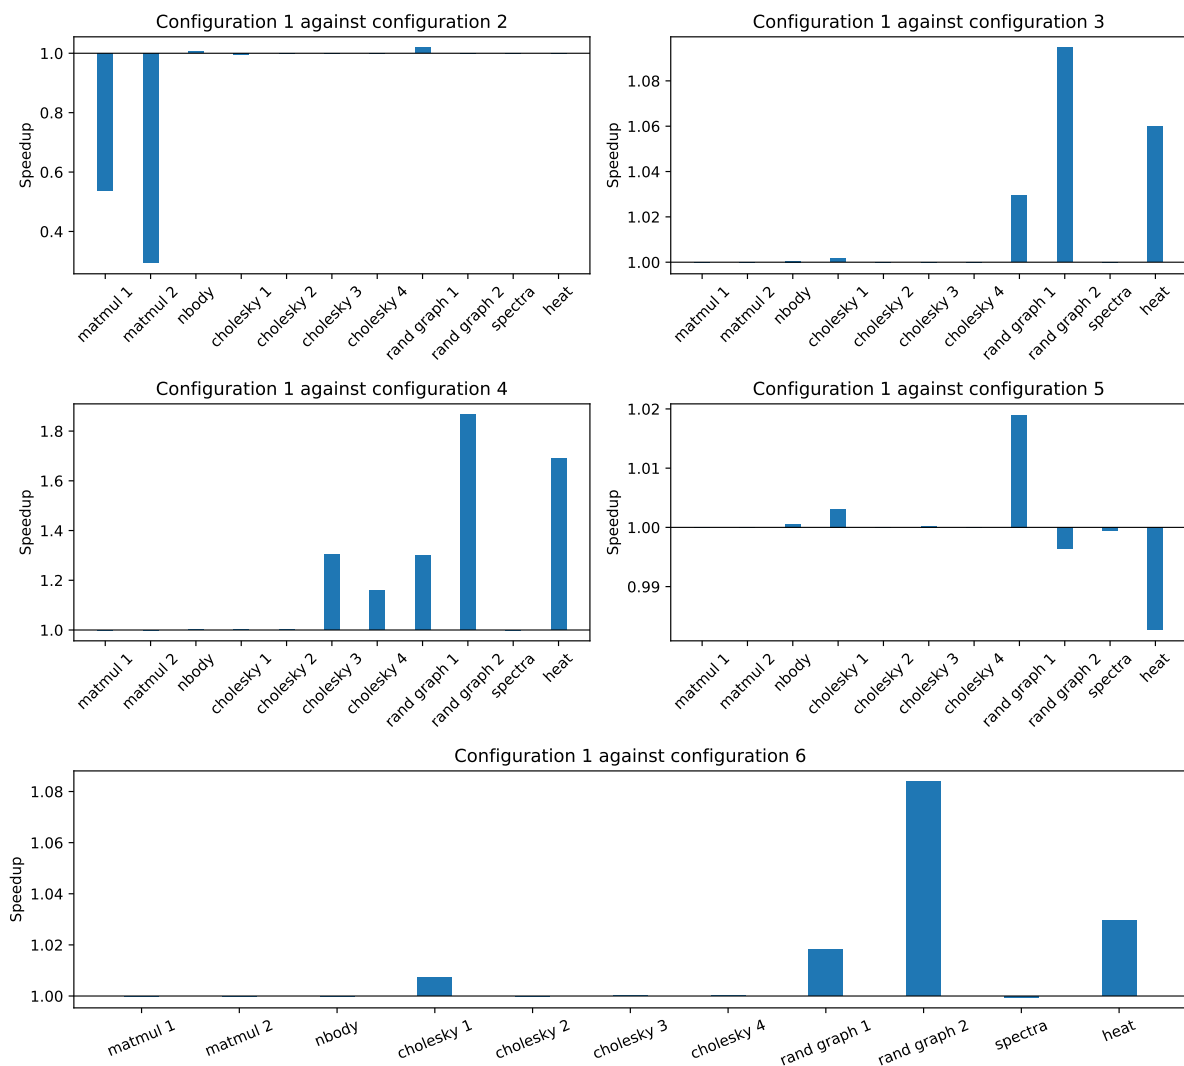 Configuration 1 against configuration 2
Speedup
1.0
0.8
0.6
0.4
matmul 1
matmul 2
nbody
cholesky 1
cholesky 2
cholesky 3
cholesky 4
rand graph 1
rand graph 2
spectra
heat
Configuration 1 against configuration 3
Speedup
1.08
1.06
1.04
1.02
1.00
matmul 1
matmul 2
nbody
cholesky 1
cholesky 2
cholesky 3
cholesky 4
rand graph 1
rand graph 2
spectra
heat
Configuration 1 against configuration 4
Speedup
1.8
1.6
1.4
1.2
1.0
matmul 1
matmul 2
nbody
cholesky 1
cholesky 2
cholesky 3
cholesky 4
rand graph 1
rand graph 2
spectra
heat
Configuration 1 against configuration 5
Speedup
1.02
1.01
1.00
0.99
matmul 1
matmul 2
nbody
cholesky 1
cholesky 2
cholesky 3
cholesky 4
rand graph 1
rand graph 2
spectra
heat
Configuration 1 against configuration 6
Speedup
1.08
1.06
1.04
1.02
1.00
matmul 1
matmul 2
nbody
cholesky 1
cholesky 2
cholesky 3
cholesky 4
rand graph 1
rand graph 2
spectra
heat